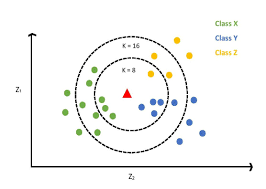 Class X
Class Y
Class Z
K = 16
K = 8
Z₁
Z₂